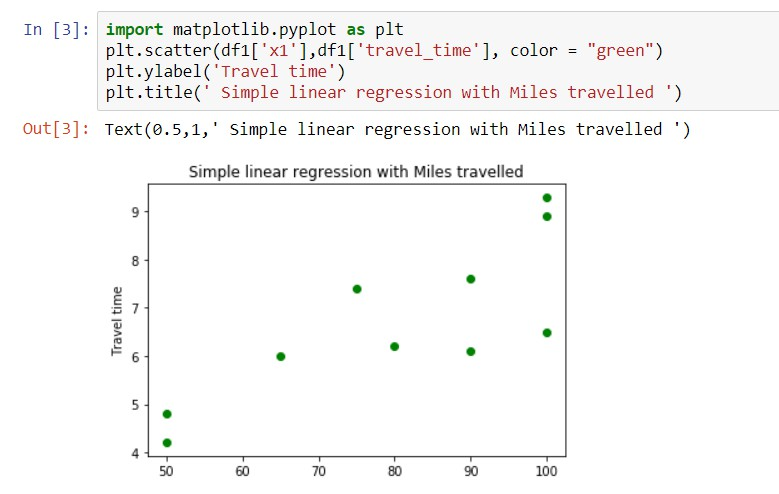 In [3]: import matplotlib.pyplot as plt
plt.scatter(df1['x1'],df1['travel_time'], color = "green")
plt.ylabel('Travel time')
plt.title(' Simple linear regression with Miles travelled ')
Out[3]: Text(0.5,1,' Simple linear regression with Miles travelled ')
Simple linear regression with Miles travelled
Travel time
9
8
7
6
5
4
50 60 70 80 90 100